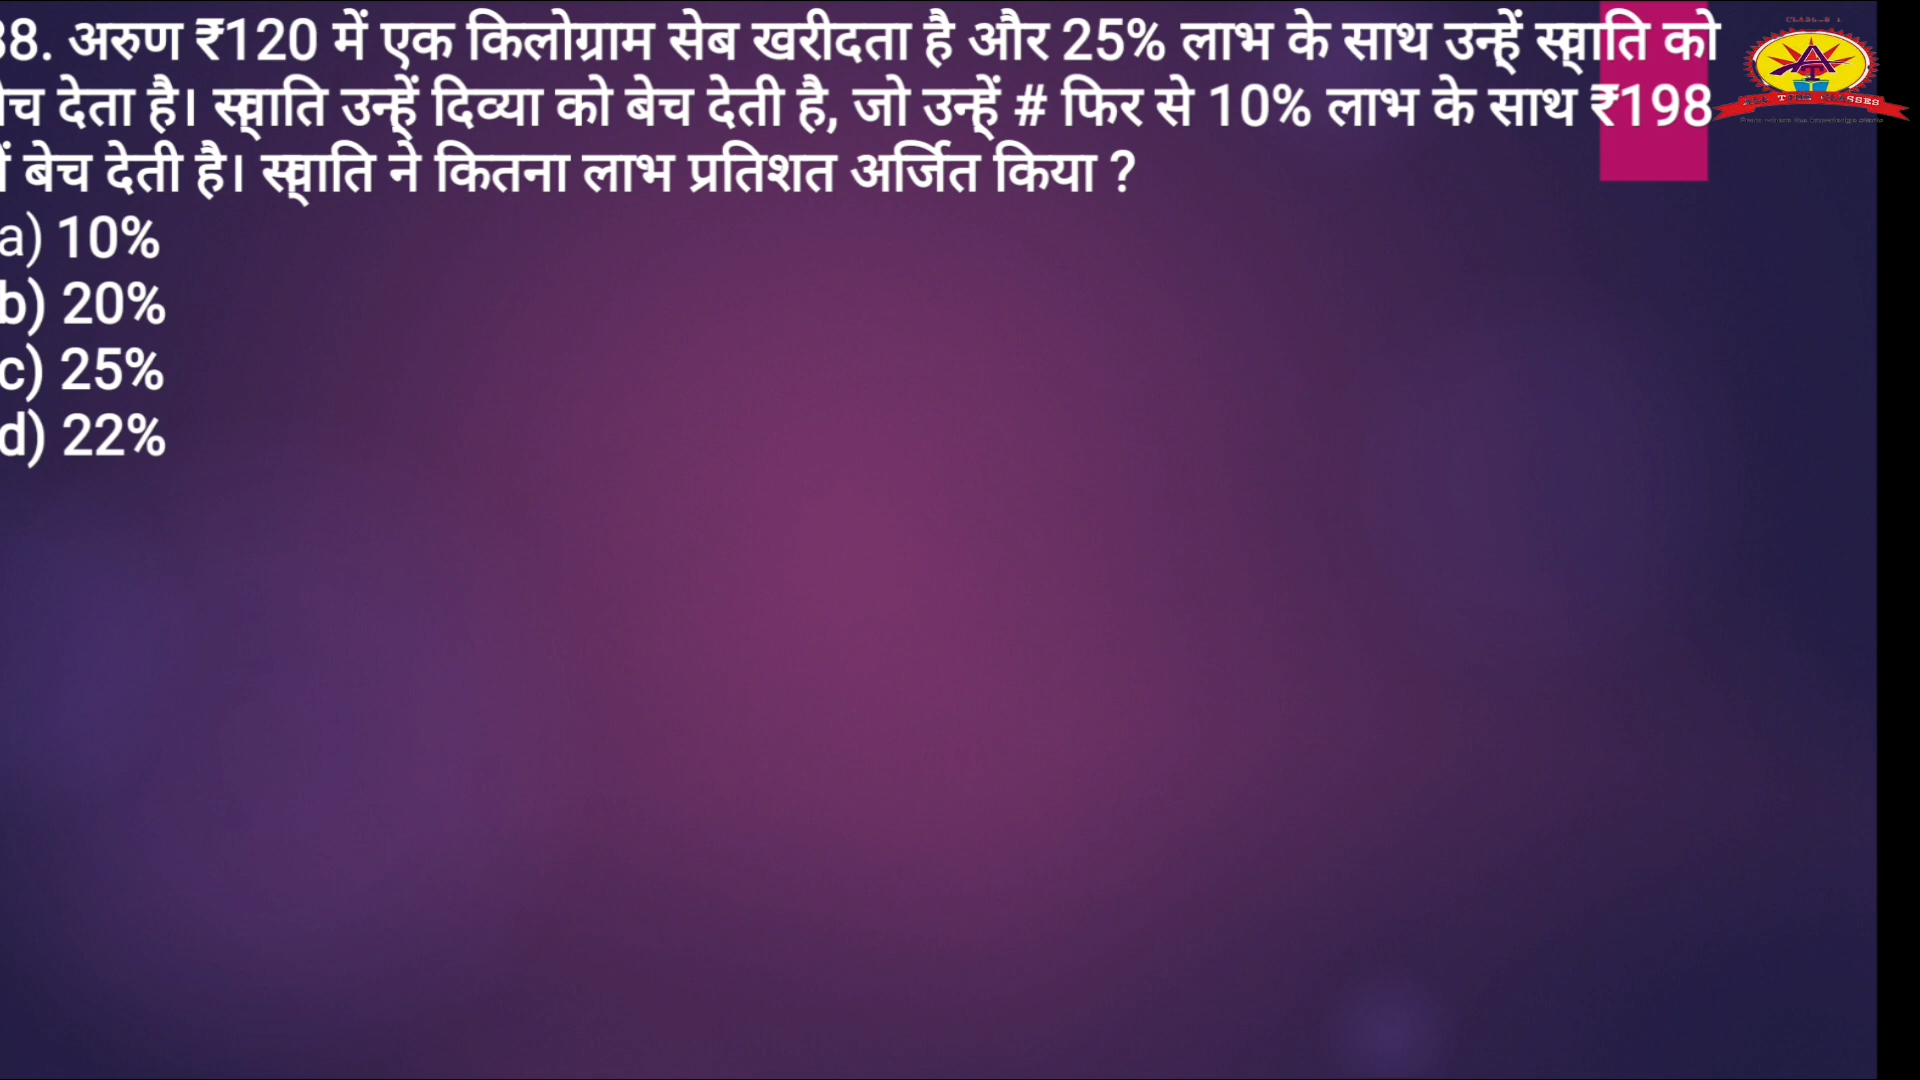 38. अरुण ₹120 में एक किलोग्राम सेब खरीदता है और 25% लाभ के साथ उन्हें स्वाति को
बेच देता है। स्वाति उन्हें दिव्या को बेच देती है, जो उन्हें # फिर से 10% लाभ के साथ ₹198
में बेच देती है। स्वाति ने कितना लाभ प्रतिशत अर्जित किया ?
a) 10%
b) 20%
c) 25%
d) 22%